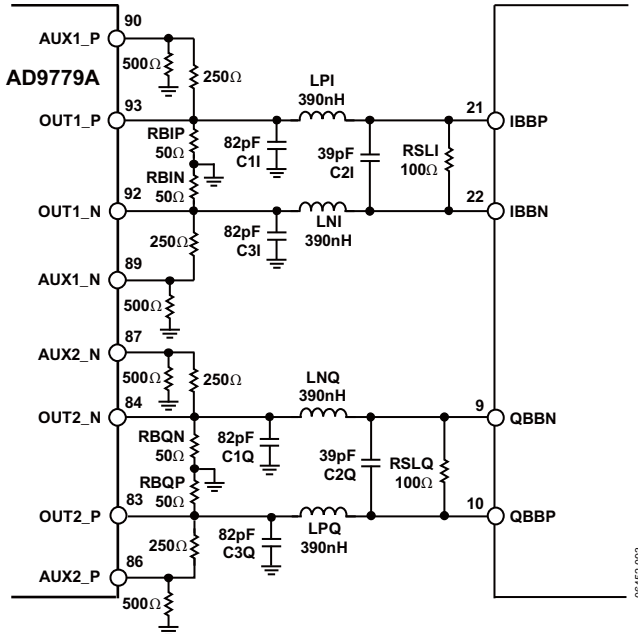 90
AUX1_P
500Ω
250Ω
AD9779A
LPI
390nH
93
OUT1_P
21
IBBP
RBIP
50Ω
82pF
C1I
39pF
C2I
RSLI
100Ω
RBIN
50Ω
92
OUT1_N
22
IBBN
250Ω
82pF
C3I
LNI
390nH
89
AUX1_N
500Ω
87
AUX2_N
500Ω
250Ω
LNQ
390nH
84
OUT2_N
9
QBBN
RBQN
50Ω
82pF
C1Q
39pF
C2Q
RSLQ
100Ω
RBQP
50Ω
83
OUT2_P
10
QBBP
250Ω
82pF
C3Q
LPQ
390nH
86
AUX2_P
500Ω